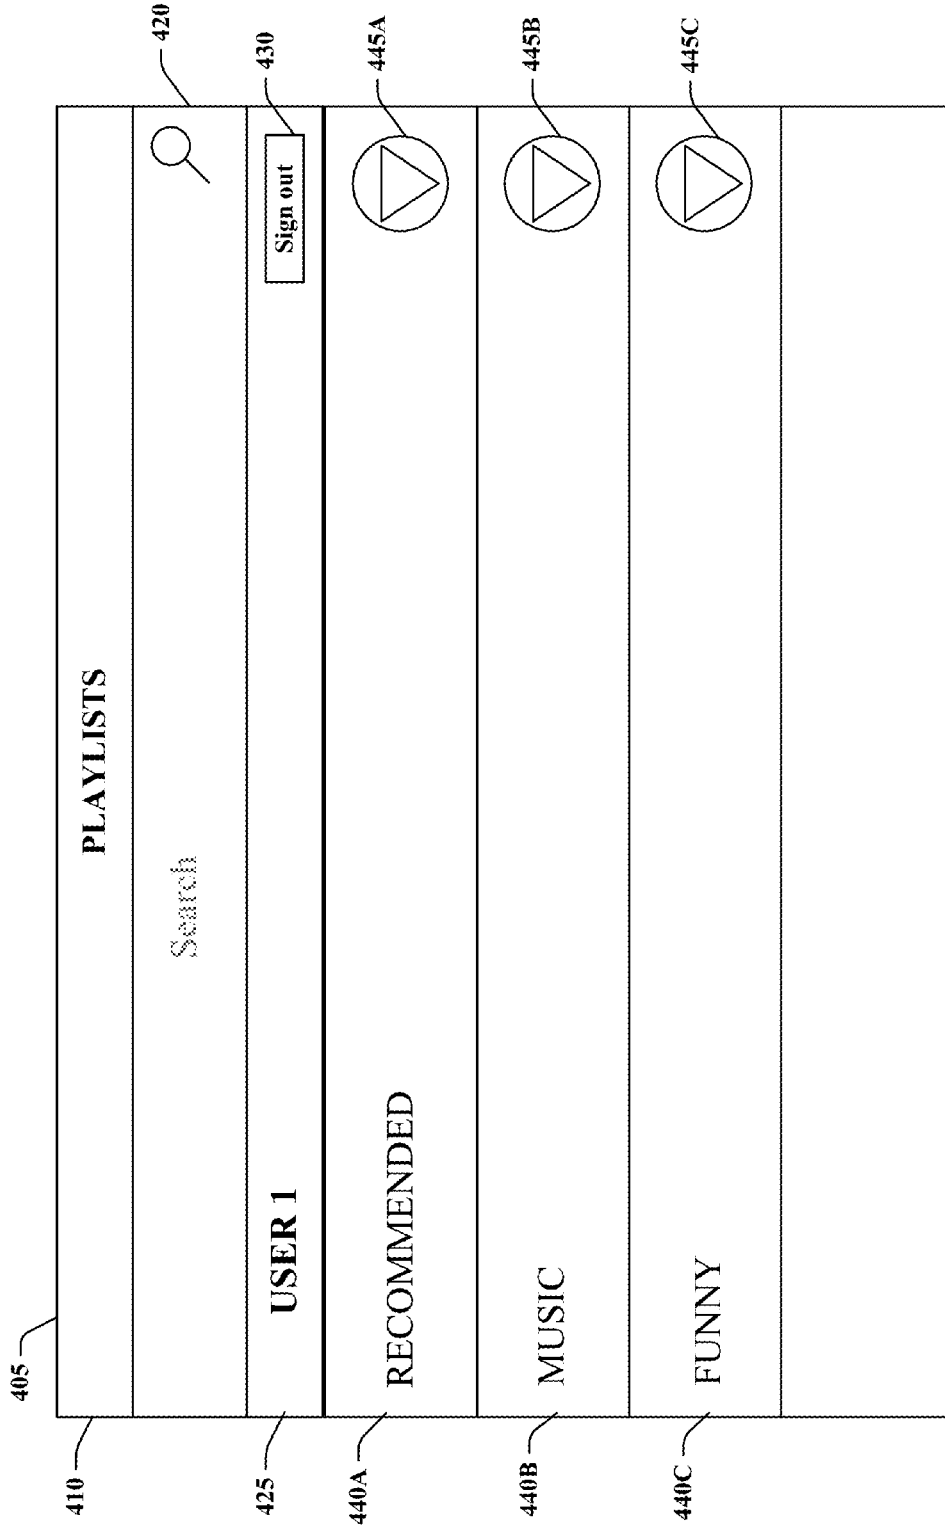 405
410
PLAYLISTS
Search
420
425
USER 1
Sign out
430
440A
RECOMMENDED
445A
440B
MUSIC
445B
440C
FUNNY
445C